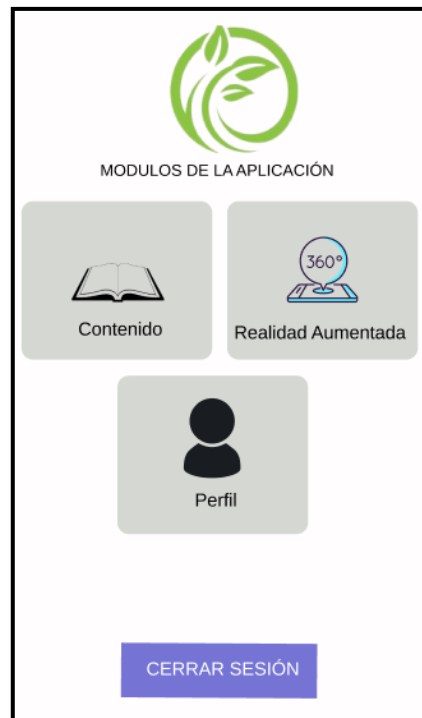 MODULOS DE LA APLICACIÓN
360°
Contenido
Realidad Aumentada
Perfil
CERRAR SESIÓN